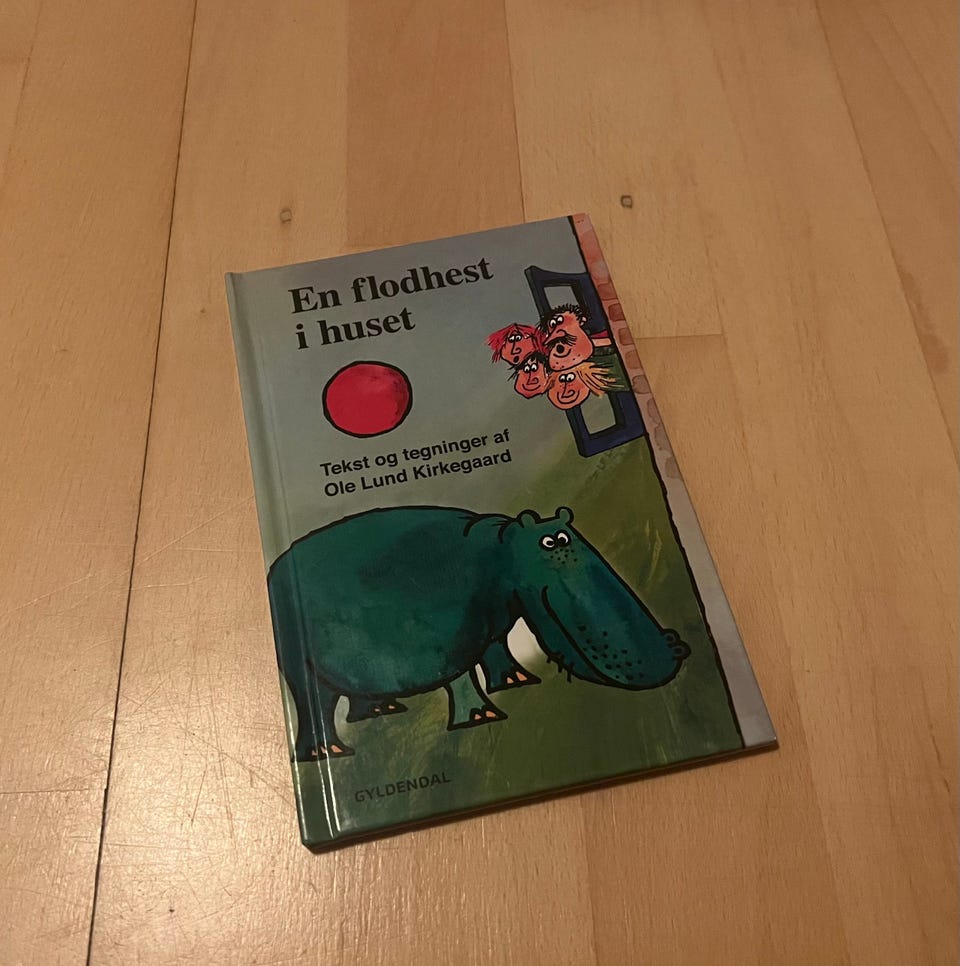 En flodhest
i huset
Tekst og tegninger af
Ole Lund Kirkegaard
GYLDENDAL